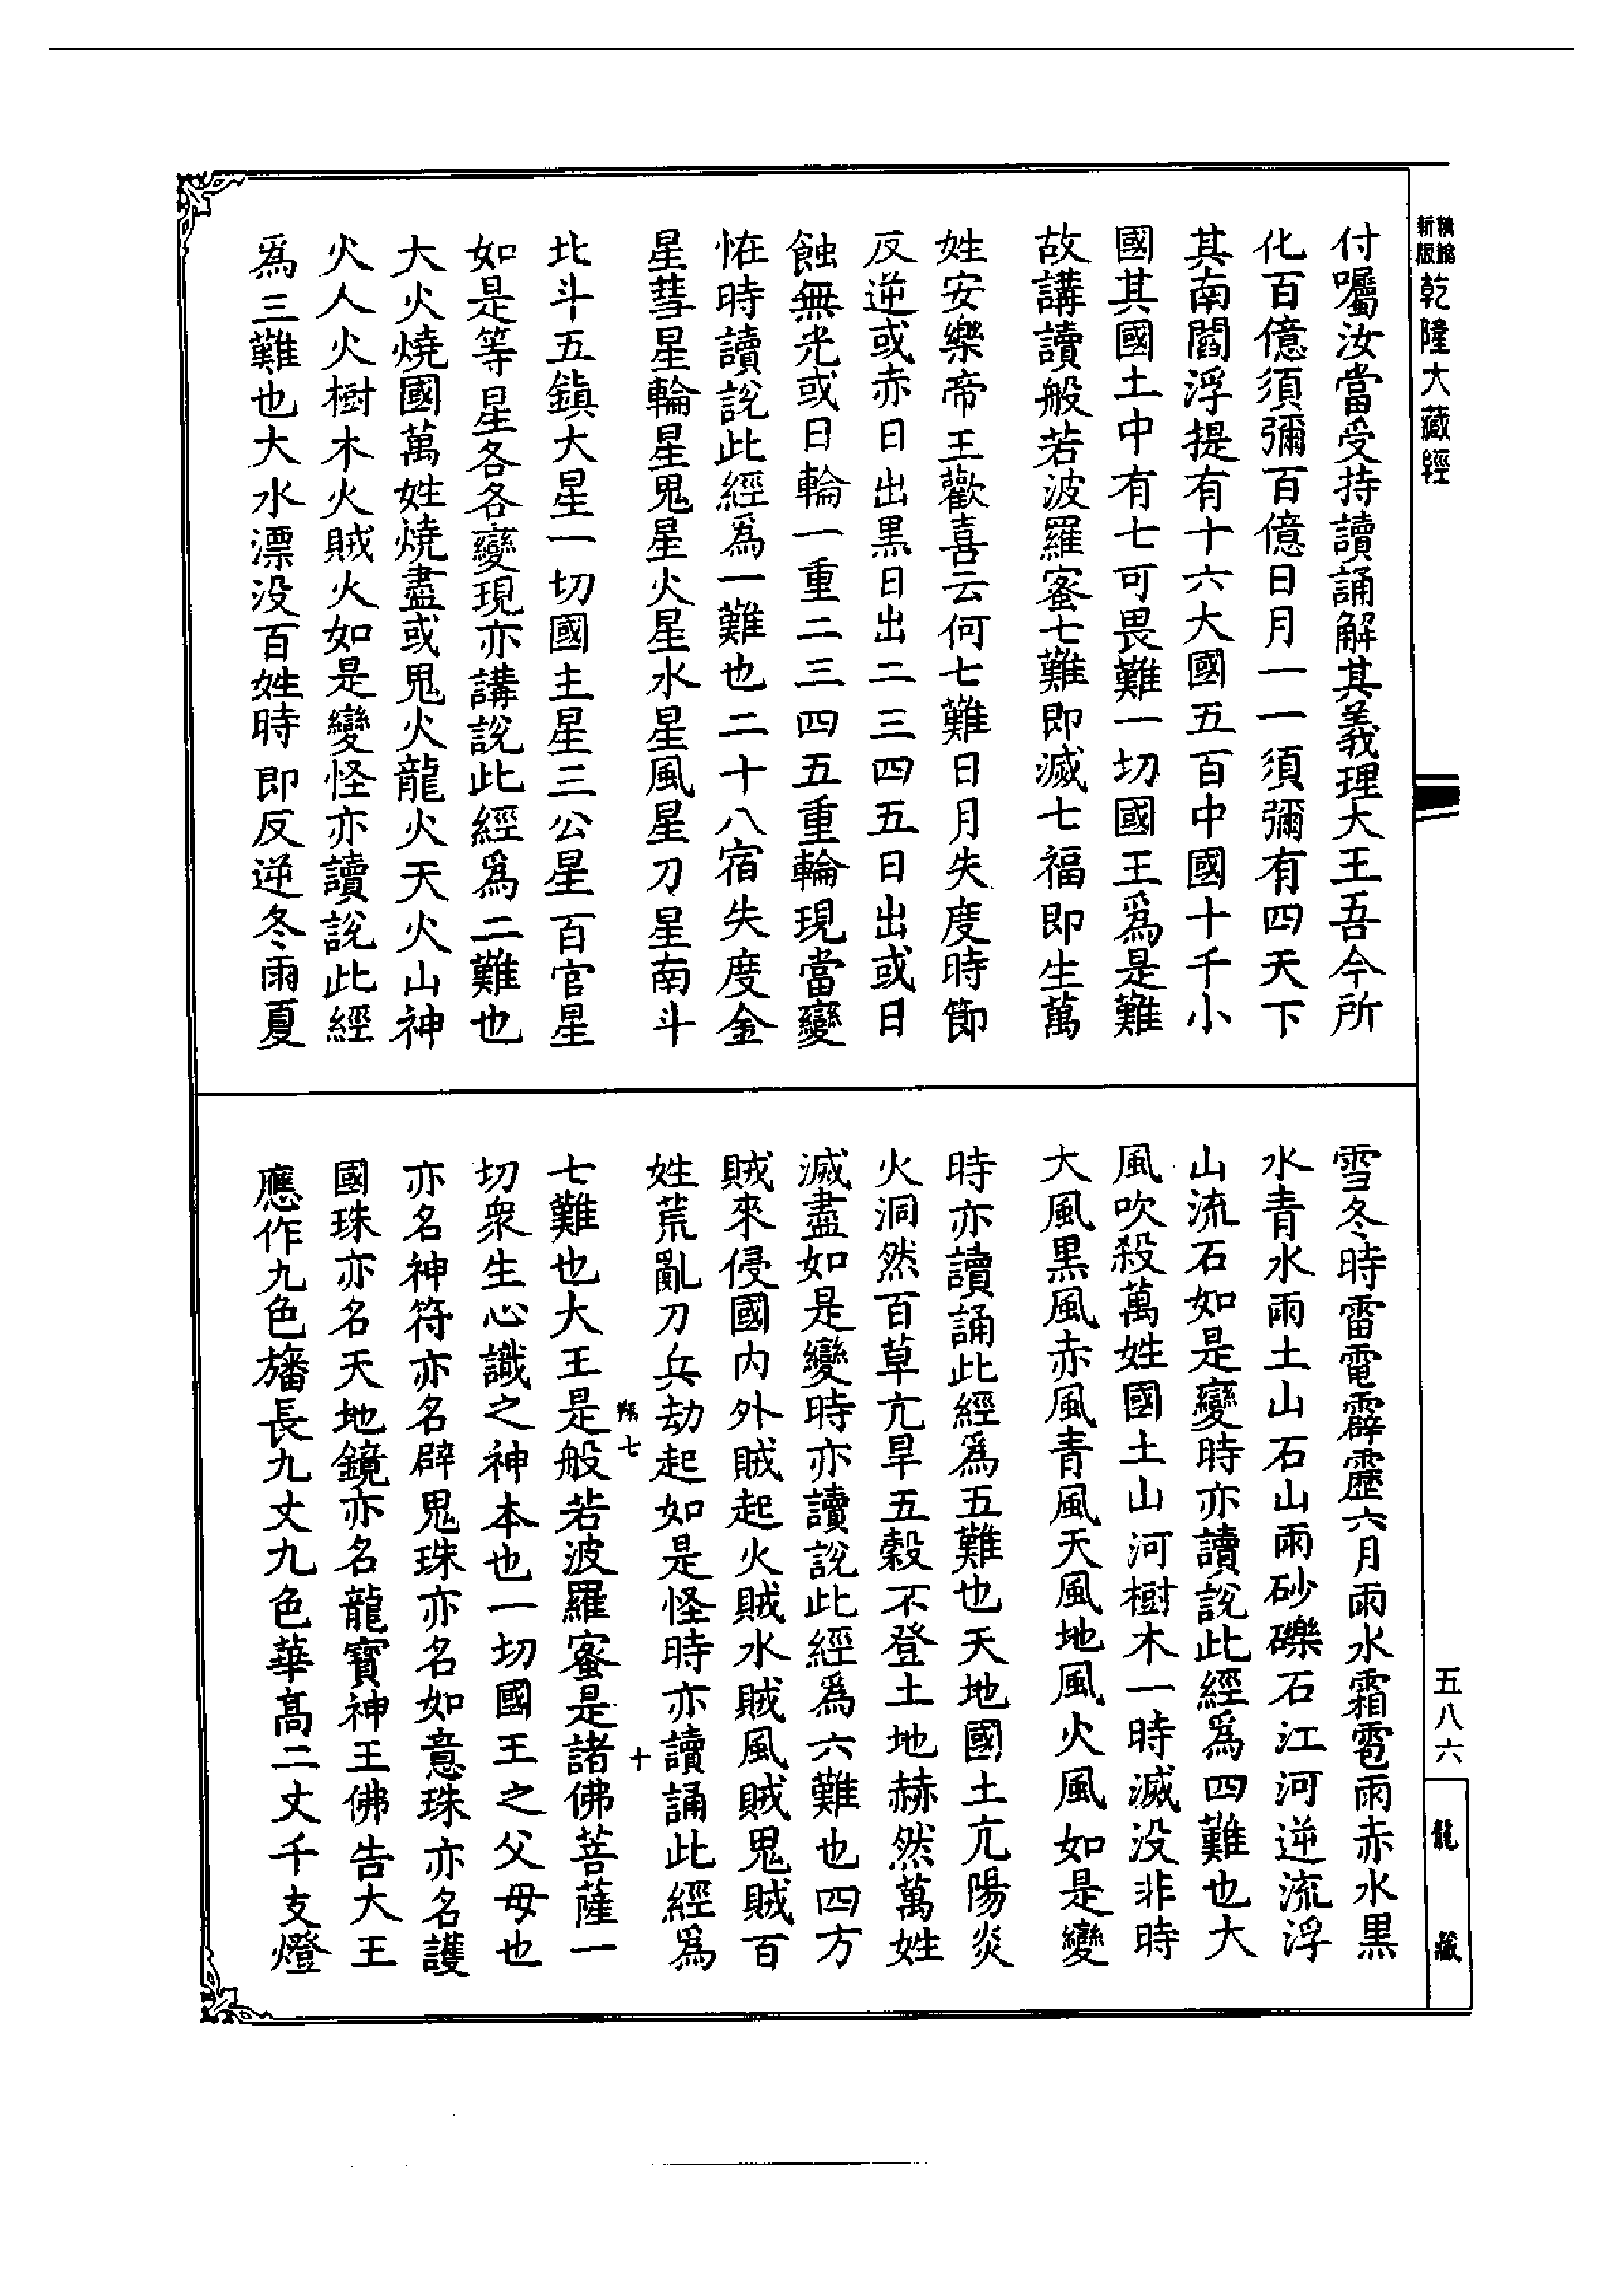 精編
新版
乾隆大藏經
付囑汝當受持讀誦解其義理大王吾今所
化百億須彌百億日月一一須彌有四天下
其南閻浮提有十六大國五百中國十千小
國其國土中有七可畏難一切國王爲是難
故講讀般若波羅蜜七難即滅七福即生萬
姓安樂帝王歡喜云何七難日月失度時節
反逆或赤日出黑日出二三四五日出或日
蝕無光或日輪一重二三四五重輪現當變
恠時讀說此經爲一難也二十八宿失度金
星彗星輪星鬼星火星水星風星刀星南斗
北斗五鎮大星一切國主星三公星百官星
如是等星各各變現亦講說此經爲二難也
大火燒國萬姓燒盡或鬼火龍火天火山神
火人火樹木火賊火如是變怪亦讀說此經
爲三難也大水漂沒百姓時即反逆冬雨夏
雪冬時雷電霹靂六月雨水霜雹雨赤水黑
水青水雨土山石山雨砂礫石江河逆流浮
山流石如是變時亦讀說此經爲四難也大
風吹殺萬姓國土山河樹木一時滅沒非時
大風黑風赤風青風天風地風火風如是變
時亦讀誦此經爲五難也天地國土亢陽炎
火洞然百草亢旱五穀不登土地赫然萬姓
滅盡如是變時亦讀說此經爲六難也四方
賊來侵國內外賊起火賊水賊風賊鬼賊百
姓荒亂刀兵劫起如是怪時亦讀誦此經爲
七 十
七難也大王是般若波羅蜜是諸佛菩薩一
切衆生心識之神本也一切國王之父母也
亦名神符亦名辟鬼珠亦名如意珠亦名護
國珠亦名天地鏡亦名龍寶神王佛告大王
應作九色旛長九丈九色華高二丈千支燈
五八六
龍藏